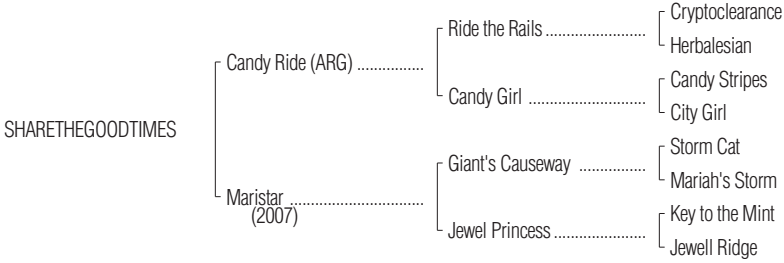 Cryptoclearance
Ride the Rails ........................
Herbalesian
Candy Ride (ARG) ................
Candy Stripes
Candy Girl ............................
City Girl
SHARETHEGOODTIMES
Storm Cat
Giant's Causeway ................
Mariah's Storm
Maristar ................................
(2007)
Key to the Mint
Jewel Princess ......................
Jewell Ridge